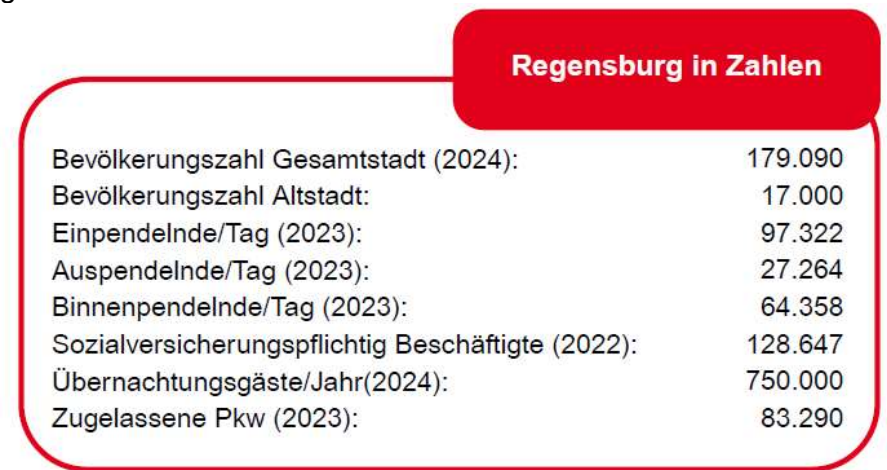 Regensburg in Zahlen
Bevölkerungszahl Gesamtstadt (2024): 179.090
Bevölkerungszahl Altstadt: 17.000
Einpendelnde/Tag (2023): 97.322
Auspendelnde/Tag (2023): 27.264
Binnenpendelnde/Tag (2023): 64.358
Sozialversicherungspflichtig Beschäftigte (2022): 128.647
Übernachtungsgäste/Jahr(2024): 750.000
Zugelassene Pkw (2023): 83.290